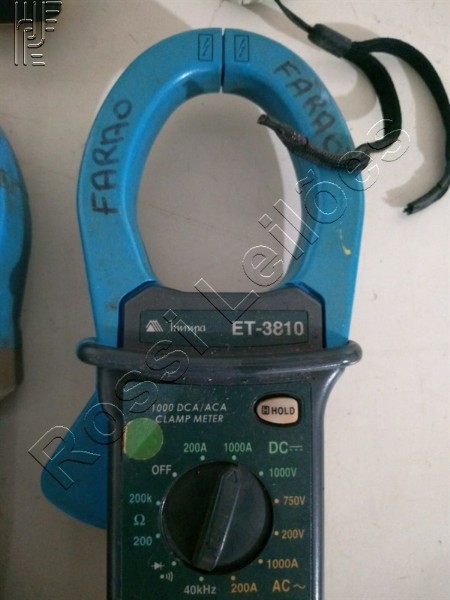 FARAO
FARAO
Minipa ET-3810
1000 DCA/ACA
CLAMP METER
H HOLD
200A 1000A DC
OFF 1000V
200k 750V
Ω
200 200V
1000A
40kHz 200A AC~
Rossi Leilões